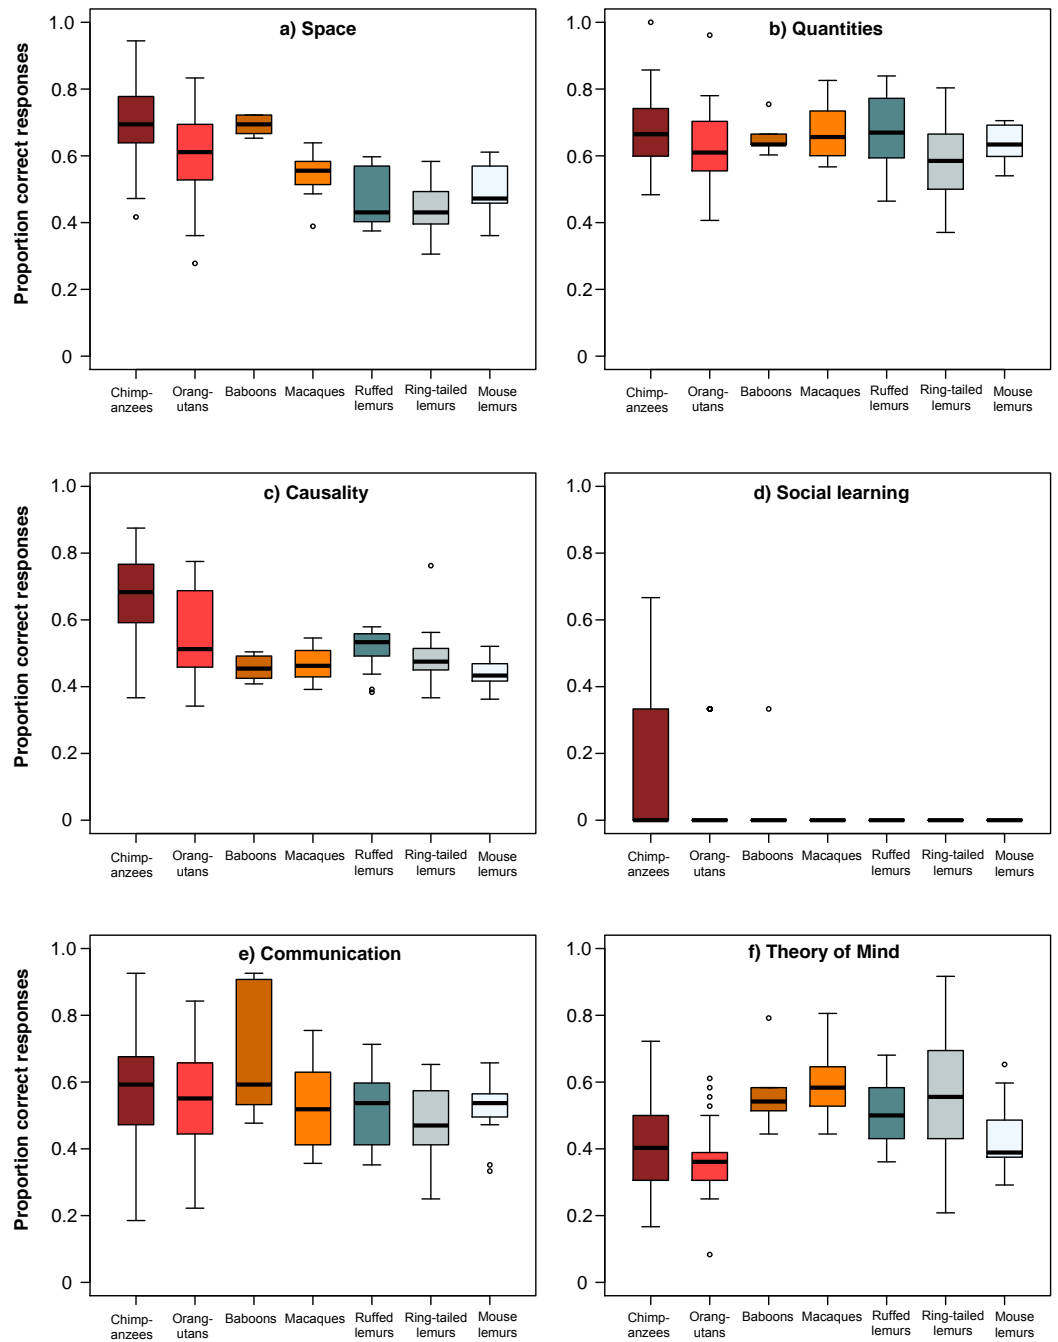 a) Space
Proportion correct responses
1.0
0.8
0.6
0.4
0.2
0
Chimp-
anzees
Orang-
utans
Baboons
Macaques
Ruffed
lemurs
Ring-tailed
lemurs
Mouse
lemurs
b) Quantities
1.0
0.8
0.6
0.4
0.2
0
Chimp-
anzees
Orang-
utans
Baboons
Macaques
Ruffed
lemurs
Ring-tailed
lemurs
Mouse
lemurs
c) Causality
Proportion correct responses
1.0
0.8
0.6
0.4
0.2
0
Chimp-
anzees
Orang-
utans
Baboons
Macaques
Ruffed
lemurs
Ring-tailed
lemurs
Mouse
lemurs
d) Social learning
1.0
0.8
0.6
0.4
0.2
0
Chimp-
anzees
Orang-
utans
Baboons
Macaques
Ruffed
lemurs
Ring-tailed
lemurs
Mouse
lemurs
e) Communication
Proportion correct responses
1.0
0.8
0.6
0.4
0.2
0
Chimp-
anzees
Orang-
utans
Baboons
Macaques
Ruffed
lemurs
Ring-tailed
lemurs
Mouse
lemurs
f) Theory of Mind
1.0
0.8
0.6
0.4
0.2
0
Chimp-
anzees
Orang-
utans
Baboons
Macaques
Ruffed
lemurs
Ring-tailed
lemurs
Mouse
lemurs